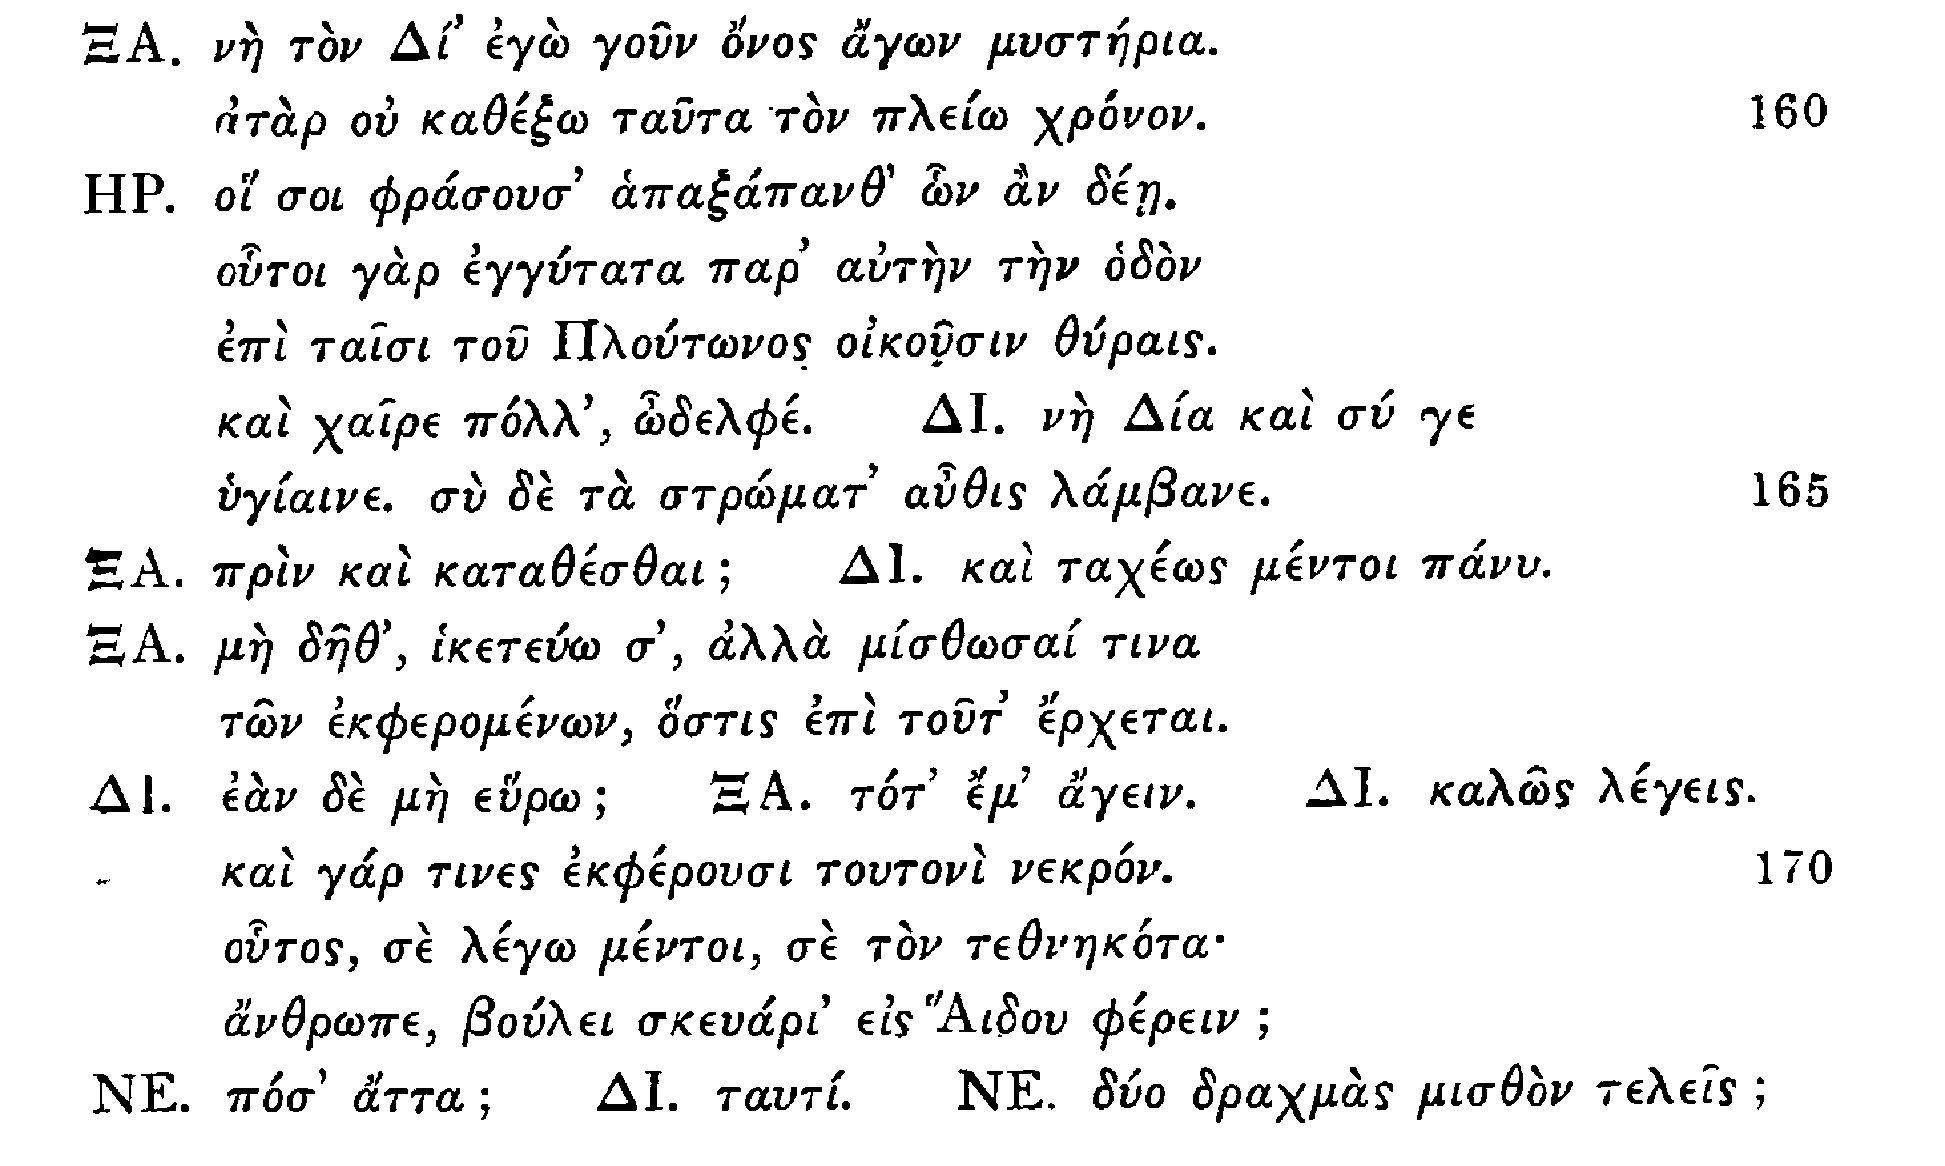 ΞΑ. νὴ τὸν Δί’ ἐγὼ γοῦν ὄνος ἄγων μυστήρια.
ἀτὰρ οὐ καθέξω ταῦτα τὸν πλείω χρόνον. 160
ΗΡ. οἵ σοι φράσουσ’ ἁπαξάπανθ’ ὧν ἂν δέῃ.
οὗτοι γὰρ ἐγγύτατα παρ’ αὐτὴν τὴν ὁδὸν
ἐπὶ ταῖσι τοῦ Πλούτωνος οἰκοῦσιν θύραις.
καὶ χαῖρε πόλλ’, ὦδελφέ. ΔΙ. νὴ Δία καὶ σύ γε
ὑγίαινε. σὺ δὲ τὰ στρώματ’ αὖθις λάμβανε. 165
ΞΑ. πρὶν καὶ καταθέσθαι; ΔΙ. καὶ ταχέως μέντοι πάνυ.
ΞΑ. μὴ δῆθ’, ἱκετεύω σ’, ἀλλὰ μίσθωσαί τινα
τῶν ἐκφερομένων, ὅστις ἐπὶ τοῦτ’ ἔρχεται.
ΔΙ. ἐὰν δὲ μὴ εὕρω; ΞΑ. τότ’ ἔμ’ ἄγειν. ΔΙ. καλῶς λέγεις.
καὶ γάρ τινες ἐκφέρουσι τουτονὶ νεκρόν. 170
οὗτος, σὲ λέγω μέντοι, σὲ τὸν τεθνηκότα·
ἄνθρωπε, βούλει σκευάρι’ εἰς Ἅιδου φέρειν;
ΝΕ. πόσ’ ἄττα; ΔΙ. ταυτί. ΝΕ. δύο δραχμὰς μισθὸν τελεῖς;